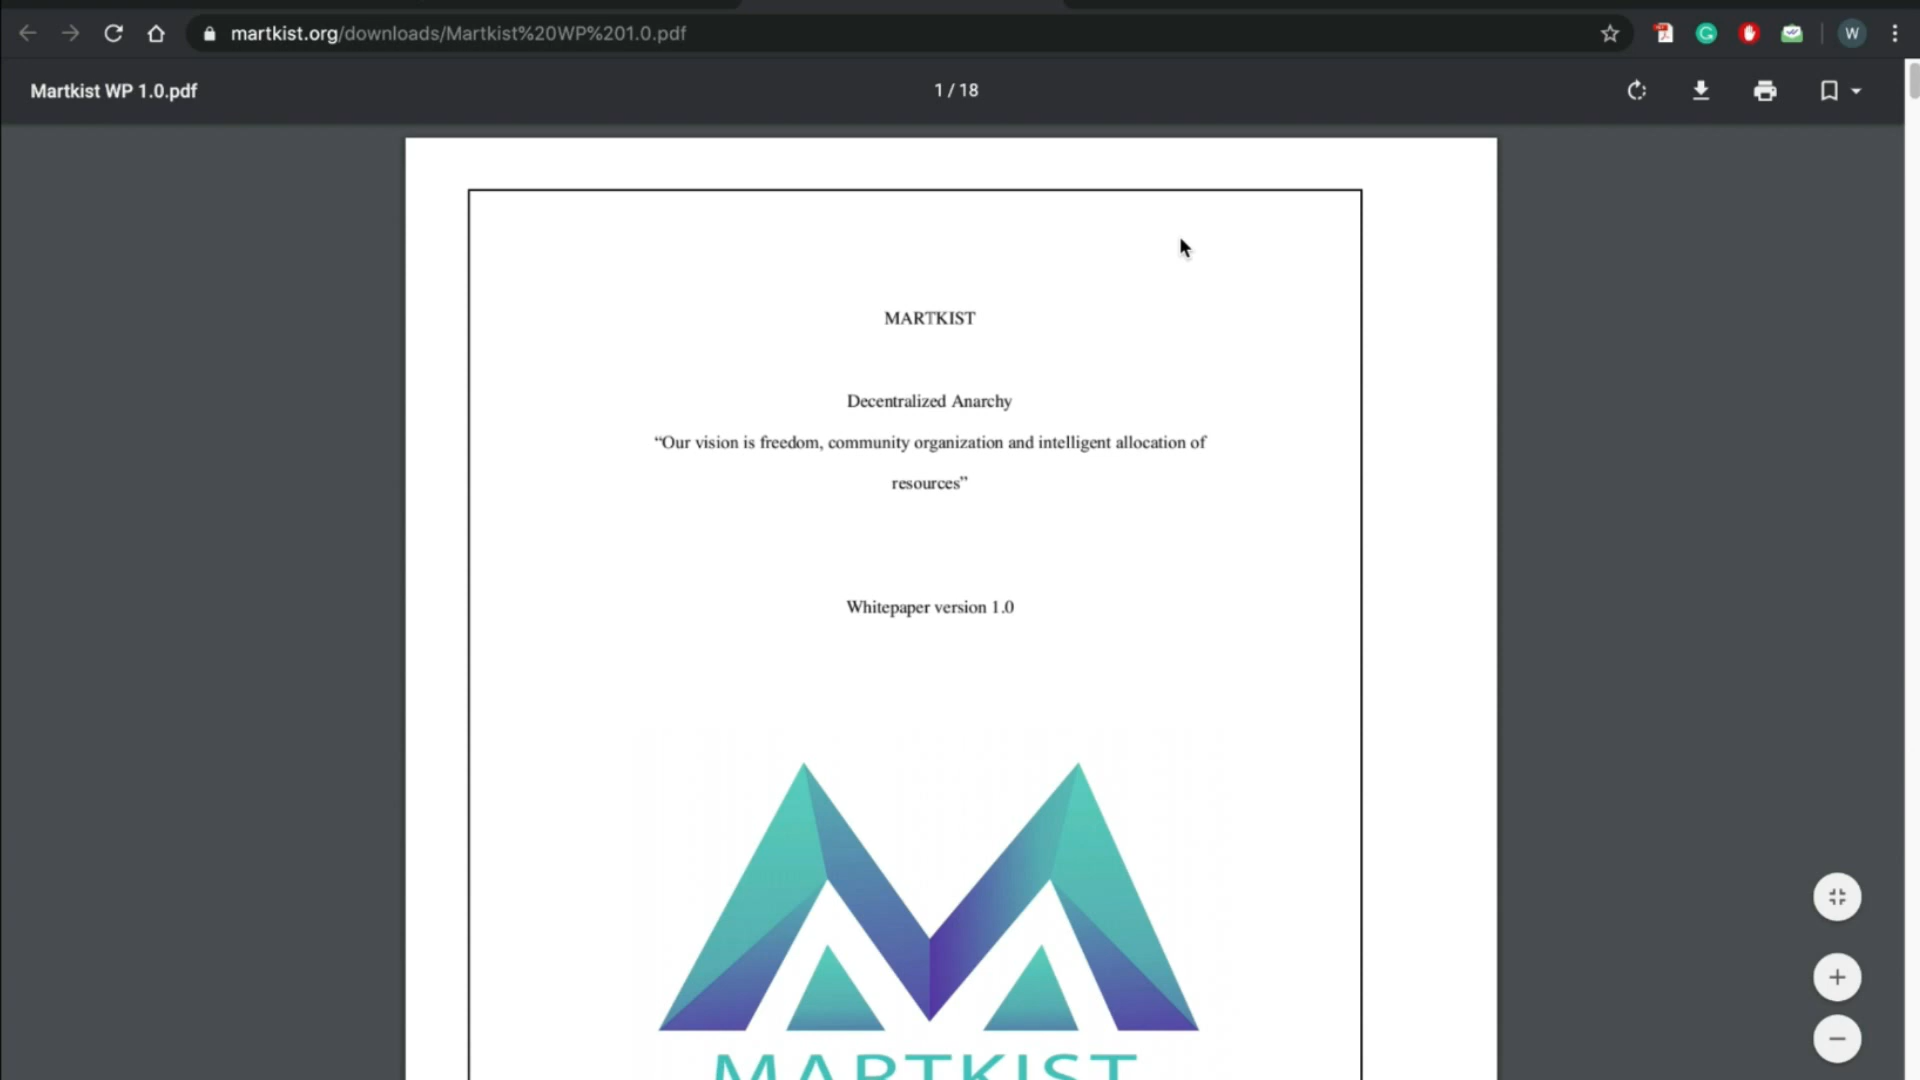 martkist.org/downloads/Martkist%20WP%201.0.pdf
W
Martkist WP 1.0.pdf
1 / 18
MARTKIST
Decentralized Anarchy
“Our vision is freedom, community organization and intelligent allocation of
resources”
Whitepaper version 1.0
MARTKIST